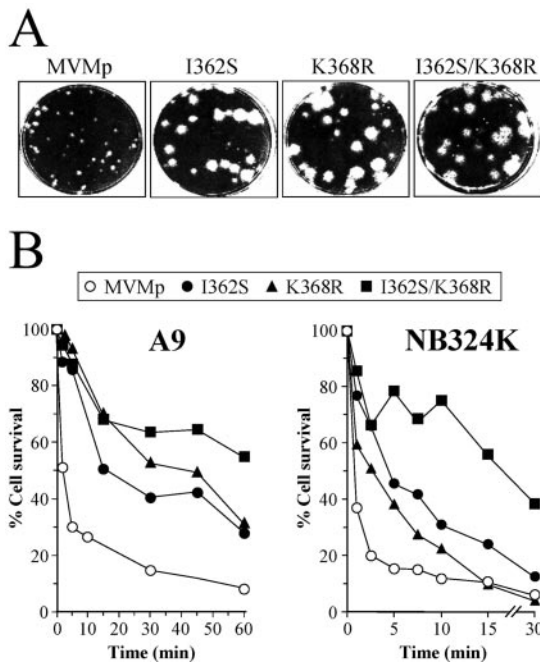 A
MVMp I362S K368R I362S/K368R
B
MVMp I362S K368R I362S/K368R
A9
% Cell survival
100
80
60
40
20
0
0 10 20 30 40 50 60
Time (min)
NB324K
% Cell survival
100
80
60
40
20
0
0 5 10 15 30
Time (min)